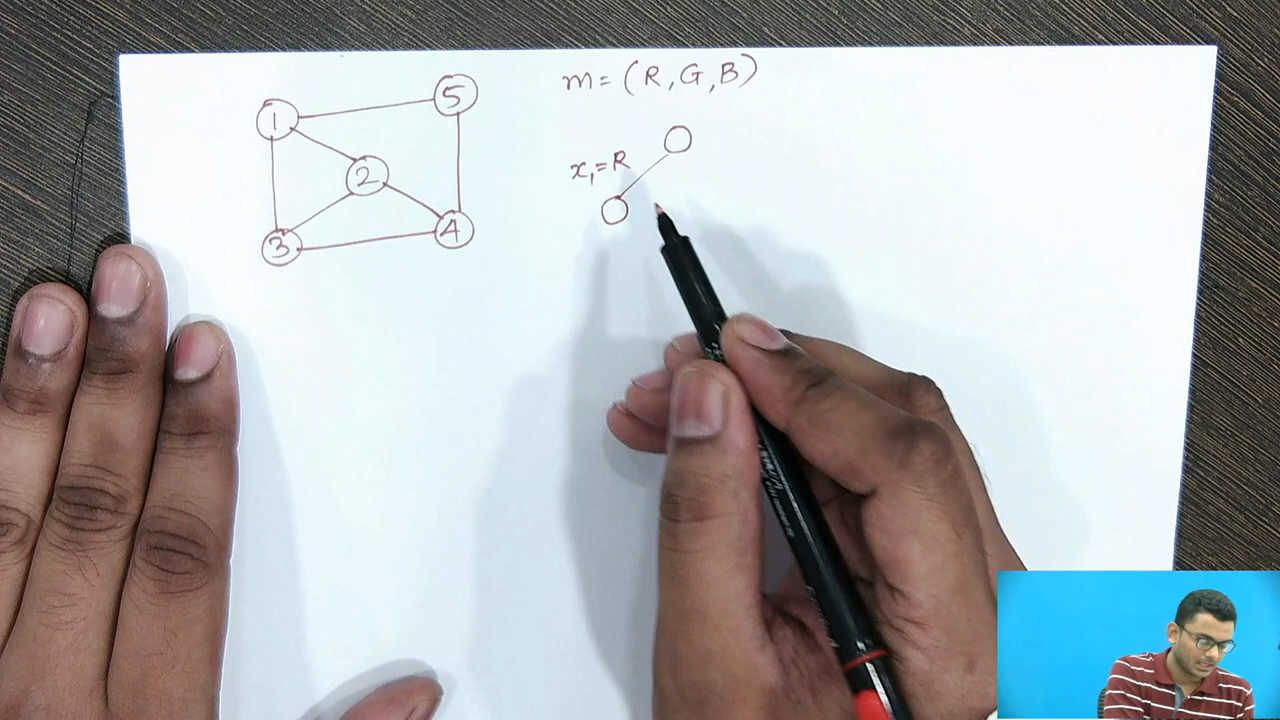 m = (R, G, B)
1
5
2
3
4
x₁ = R